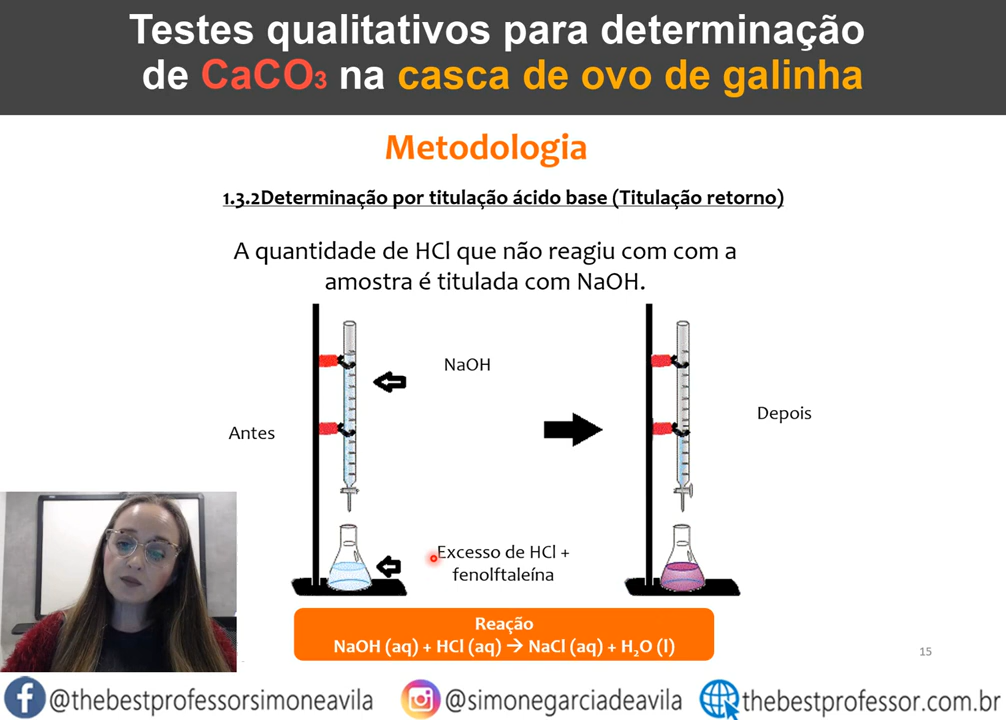 Testes qualitativos para determinação
de CaCO₃ na casca de ovo de galinha
Metodologia
1.3.2Determinação por titulação ácido base (Titulação retorno)
A quantidade de HCl que não reagiu com com a
amostra é titulada com NaOH.
NaOH
Antes
Depois
Excesso de HCl +
fenolftaleína
Reação
NaOH (aq) + HCl (aq) → NaCl (aq) + H₂O (l)
15
@thebestprofessorsimoneavila
@simonegarciadeavila
thebestprofessor.com.br